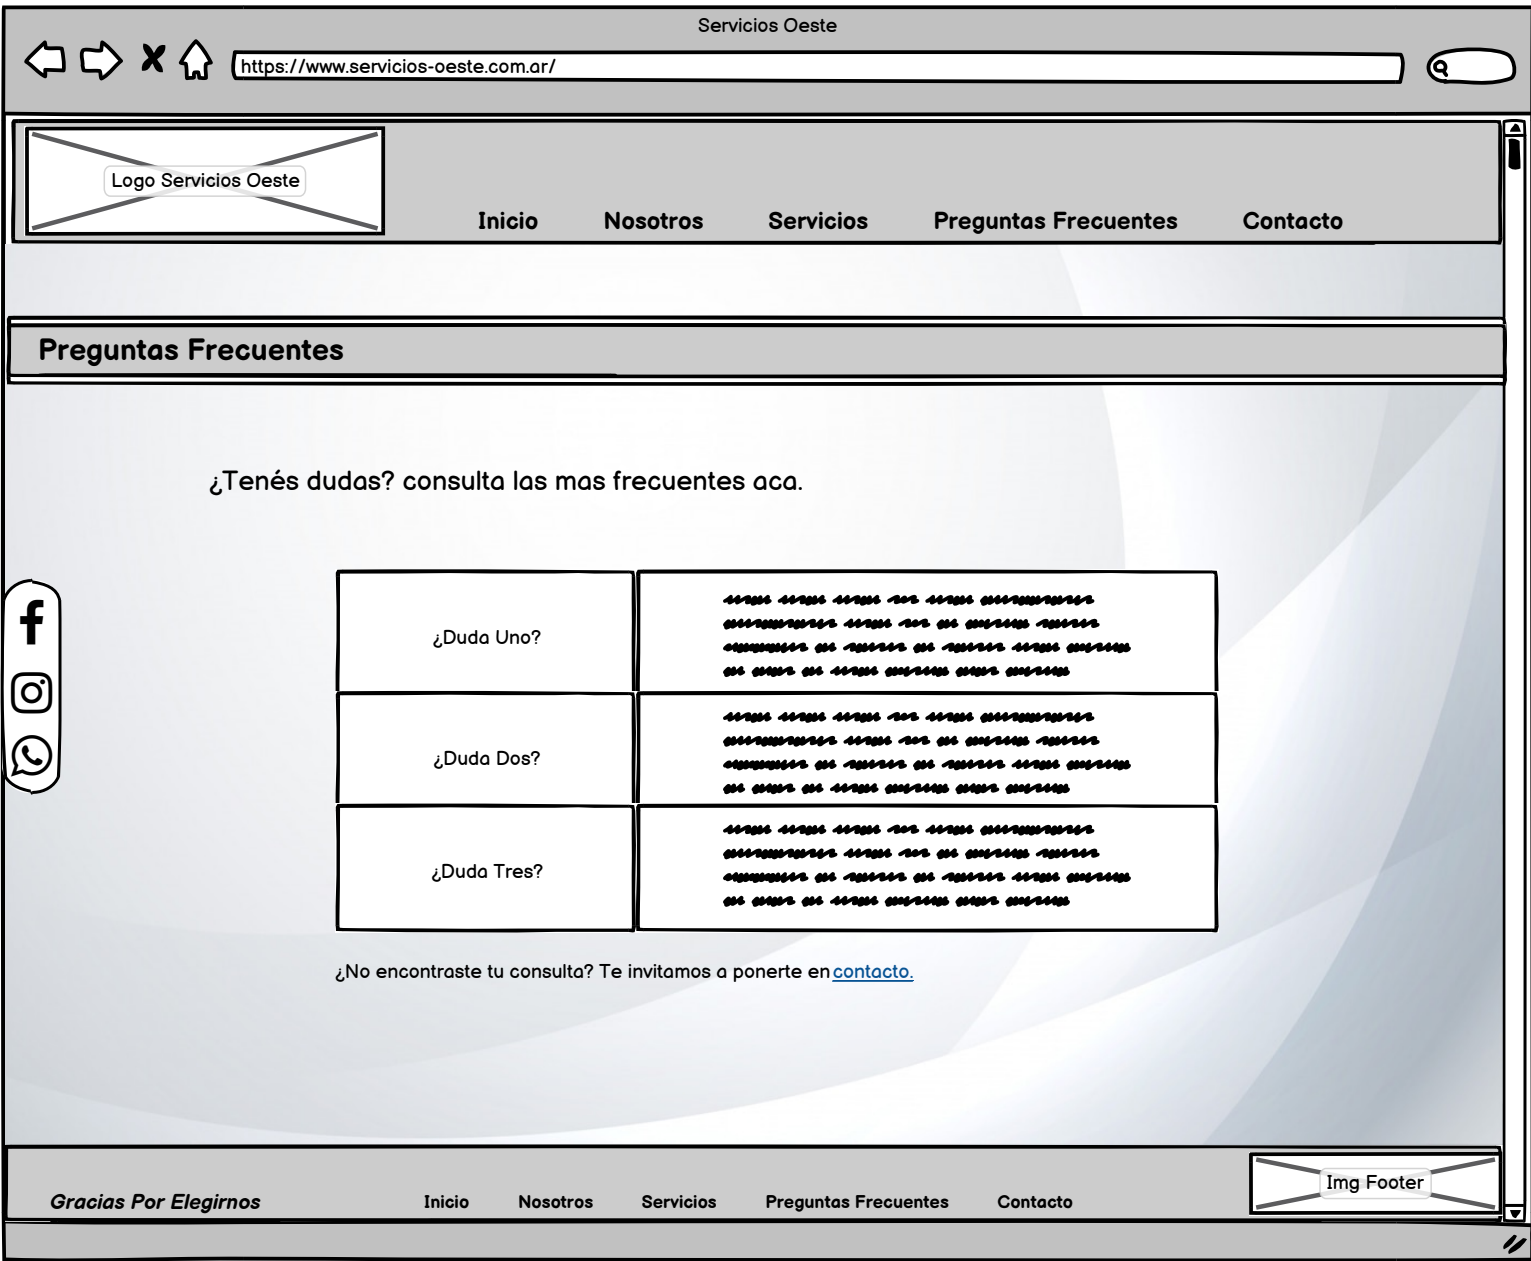 Servicios Oeste
https://www.servicios-oeste.com.ar/
Logo Servicios Oeste
Inicio Nosotros Servicios Preguntas Frecuentes Contacto
Preguntas Frecuentes
¿Tenés dudas? consulta las mas frecuentes aca.
¿Duda Uno?
¿Duda Dos?
¿Duda Tres?
¿No encontraste tu consulta? Te invitamos a ponerte en contacto.
Gracias Por Elegirnos Inicio Nosotros Servicios Preguntas Frecuentes Contacto
Img Footer